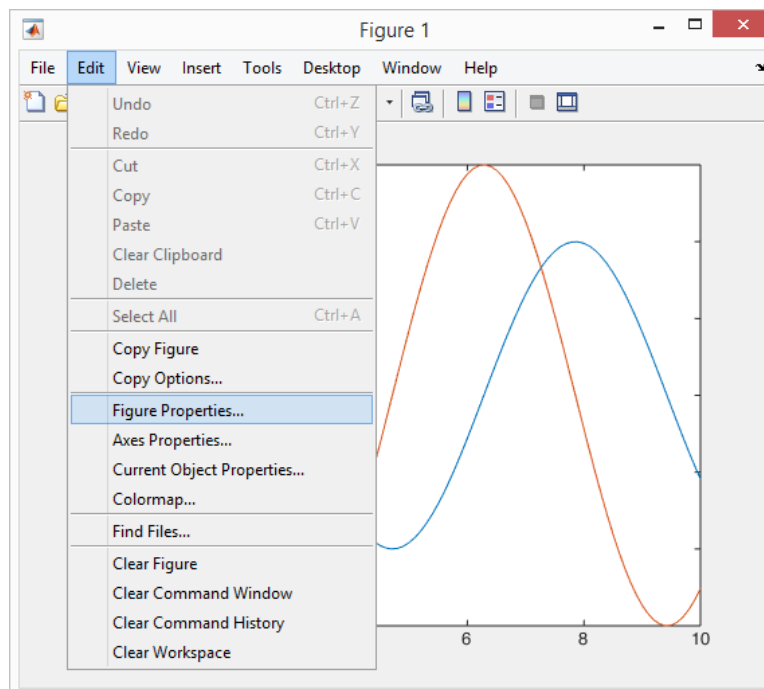 Figure 1
File Edit View Insert Tools Desktop Window Help
Undo Ctrl+Z
Redo Ctrl+Y
Cut Ctrl+X
Copy Ctrl+C
Paste Ctrl+V
Clear Clipboard
Delete
Select All Ctrl+A
Copy Figure
Copy Options...
Figure Properties...
Axes Properties...
Current Object Properties...
Colormap...
Find Files...
Clear Figure
Clear Command Window
Clear Command History
Clear Workspace
6 8 10